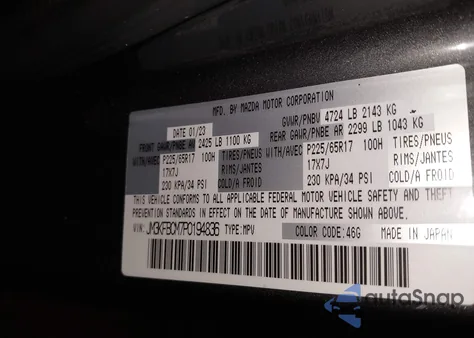 MFD. BY MAZDA MOTOR CORPORATION
DATE 01/23 GVWR/PNBV 4724 LB 2143 KG
FRONT GAWR/PNBE AR 2425 LB 1100 KG REAR GAWR/PNBE AR 2299 LB 1043 KG
WITH/AVEC P225/65R17 100H TIRES/PNEUS WITH/AVEC P225/65R17 100H TIRES/PNEUS
17X7J RIMS/JANTES 17X7J RIMS/JANTES
230 KPA/34 PSI COLD/A FROID 230 KPA/34 PSI COLD/A FROID
THIS VEHICLE CONFORMS TO ALL APPLICABLE FEDERAL MOTOR VEHICLE SAFETY AND THEFT
PREVENTION STANDARDS IN EFFECT ON THE DATE OF MANUFACTURE SHOWN ABOVE.
VIN: JM3KFBCM7P0194836 TYPE: MPV COLOR CODE: 46G MADE IN JAPAN
autoSnap